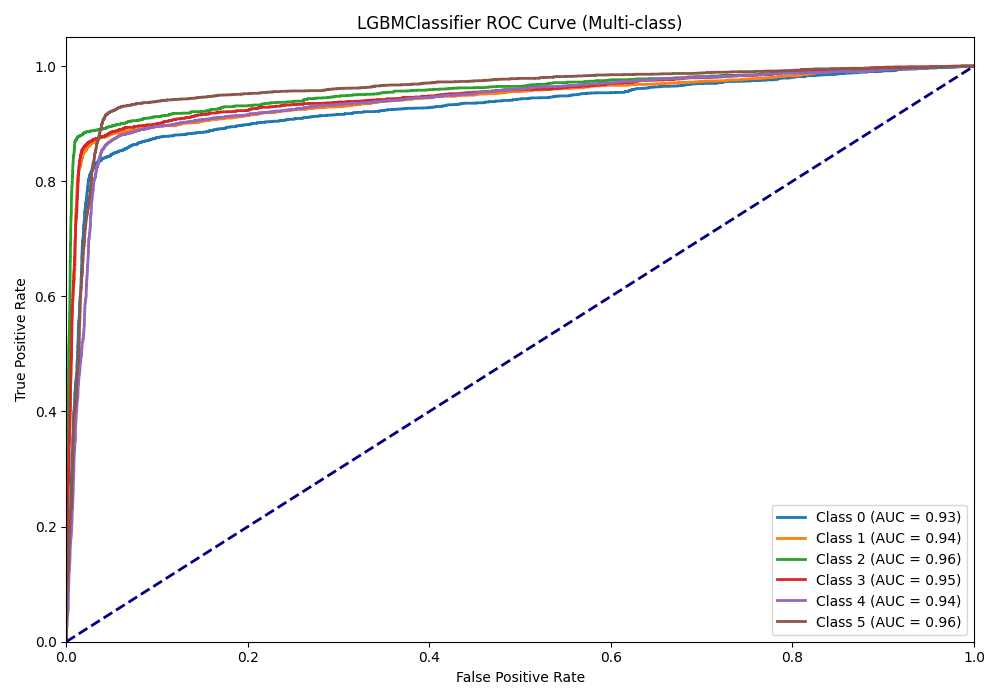 LGBMClassifier ROC Curve (Multi-class)
True Positive Rate
1.0
0.8
0.6
0.4
0.2
0.0
0.0 0.2 0.4 0.6 0.8 1.0
False Positive Rate
Class 0 (AUC = 0.93)
Class 1 (AUC = 0.94)
Class 2 (AUC = 0.96)
Class 3 (AUC = 0.95)
Class 4 (AUC = 0.94)
Class 5 (AUC = 0.96)